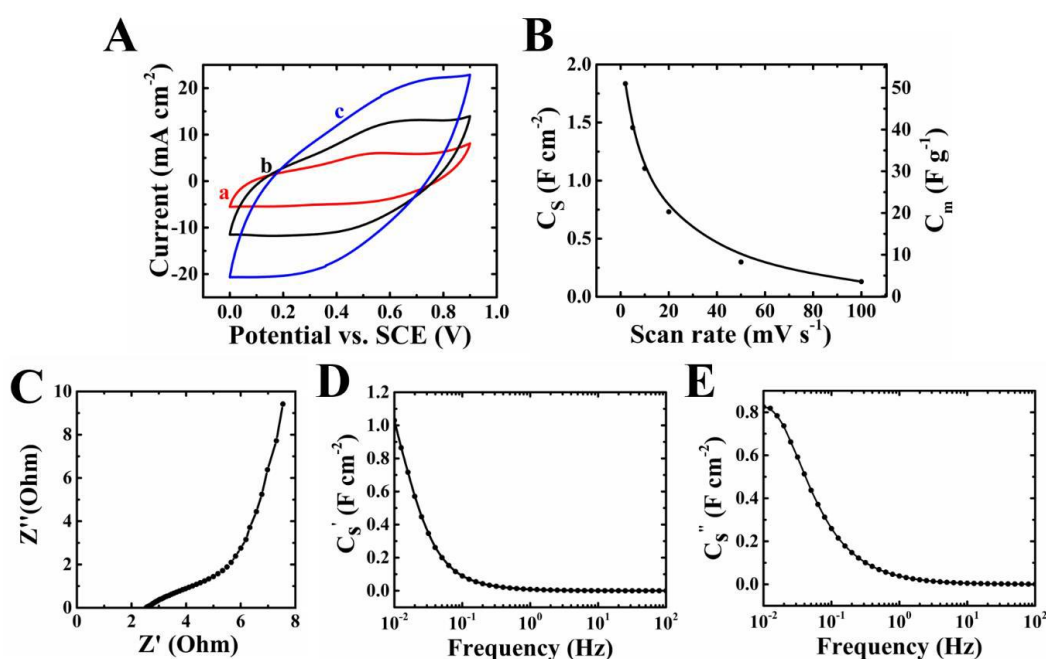 A
Current (mA cm⁻²)
20
10
0
-10
-20
a
b
c
0.0 0.2 0.4 0.6 0.8 1.0
Potential vs. SCE (V)
B
C_S (F cm⁻²)
2.0
1.5
1.0
0.5
0.0
50
40
30
20
10
0
C_m (F g⁻¹)
0 20 40 60 80 100
Scan rate (mV s⁻¹)
C
Z''(Ohm)
10
8
6
4
2
0
0 2 4 6 8
Z' (Ohm)
D
C_s' (F cm⁻²)
1.2
1.0
0.8
0.6
0.4
0.2
0.0
10⁻² 10⁻¹ 10⁰ 10¹ 10²
Frequency (Hz)
E
C_s'' (F cm⁻²)
0.8
0.6
0.4
0.2
0.0
10⁻² 10⁻¹ 10⁰ 10¹ 10²
Frequency (Hz)